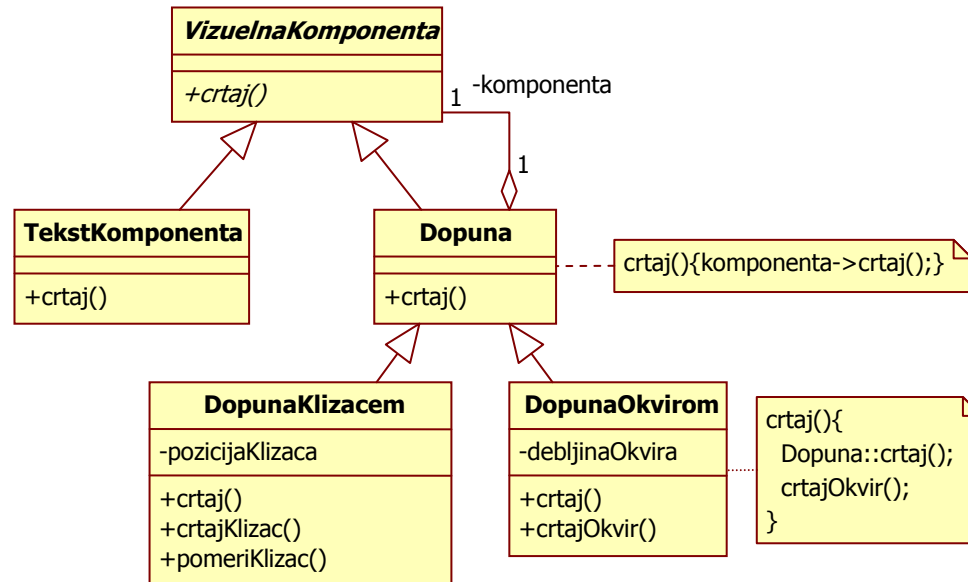 VizuelnaKomponenta
+crtaj()
1
-komponenta
1
TekstKomponenta
+crtaj()
Dopuna
+crtaj()
crtaj(){komponenta->crtaj();}
DopunaKlizacem
-pozicijaKlizaca
+crtaj()
+crtajKlizac()
+pomeriKlizac()
DopunaOkvirom
-debljinaOkvira
+crtaj()
+crtajOkvir()
crtaj(){
Dopuna::crtaj();
crtajOkvir();
}